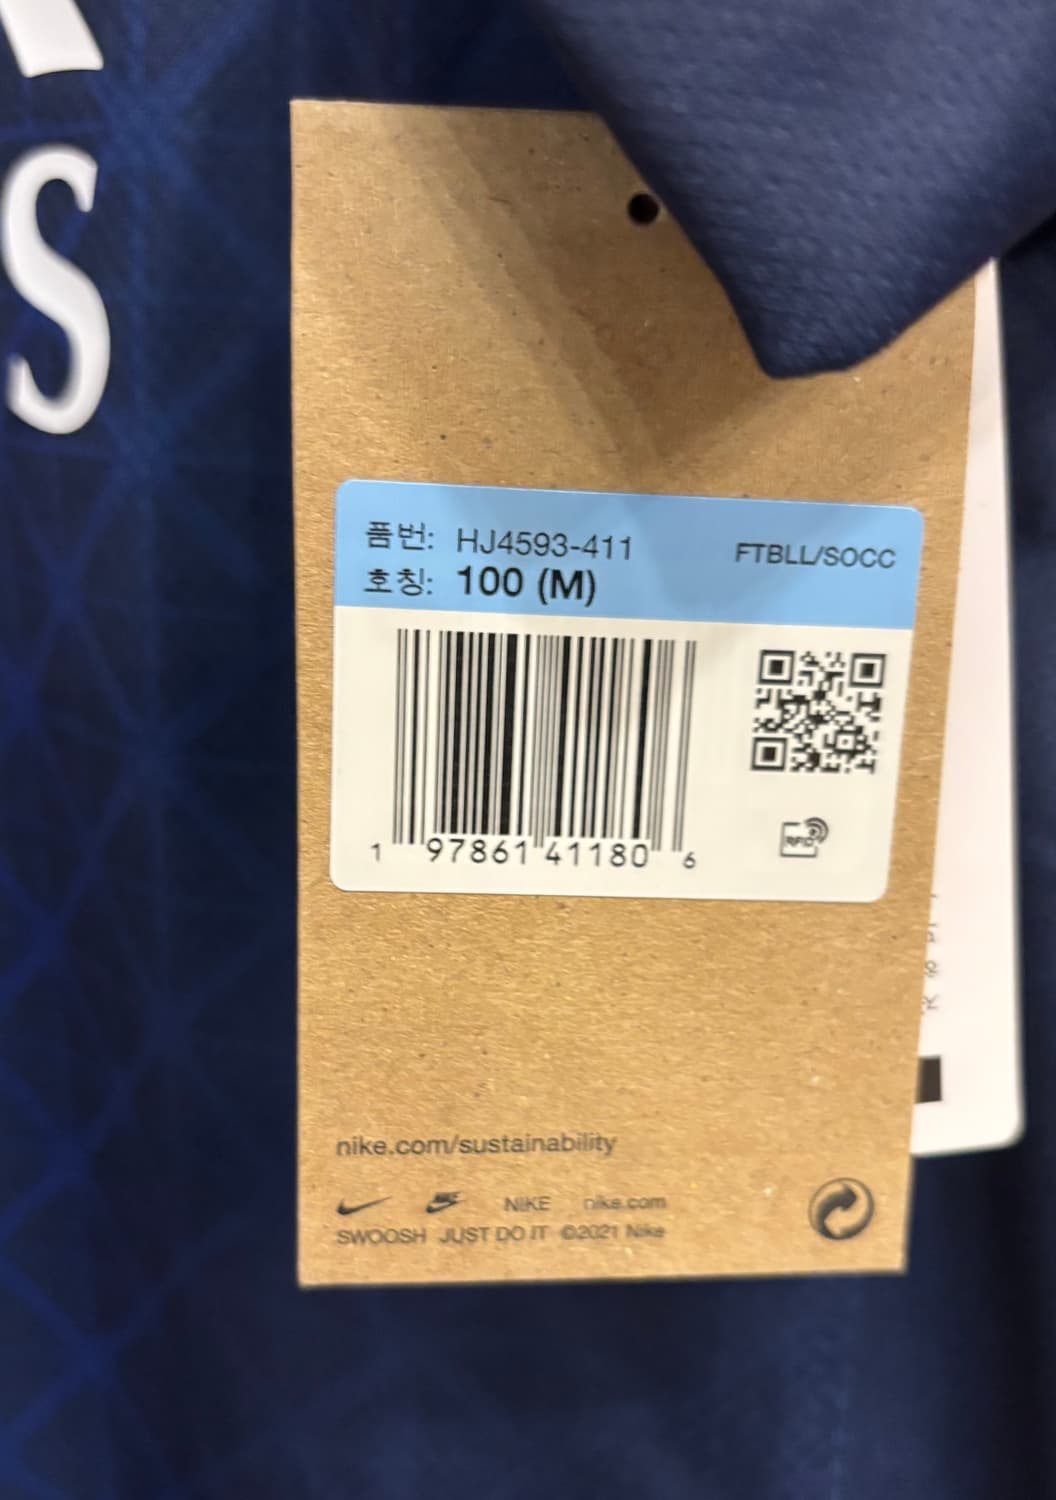 S
품번: HJ4593-411 FTBLL/SOCC
호칭: 100 (M)
1 97861 41180 6
RFID
nike.com/sustainability
NIKE nike.com
SWOOSH JUST DO IT ©2021 Nike